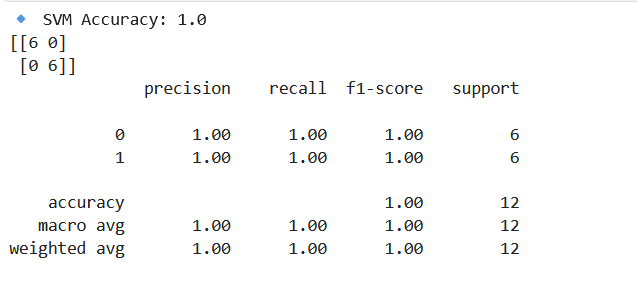 🔹 SVM Accuracy: 1.0
[[6 0]
 [0 6]]
              precision    recall  f1-score   support

           0       1.00      1.00      1.00         6
           1       1.00      1.00      1.00         6

    accuracy                           1.00        12
   macro avg       1.00      1.00      1.00        12
weighted avg       1.00      1.00      1.00        12